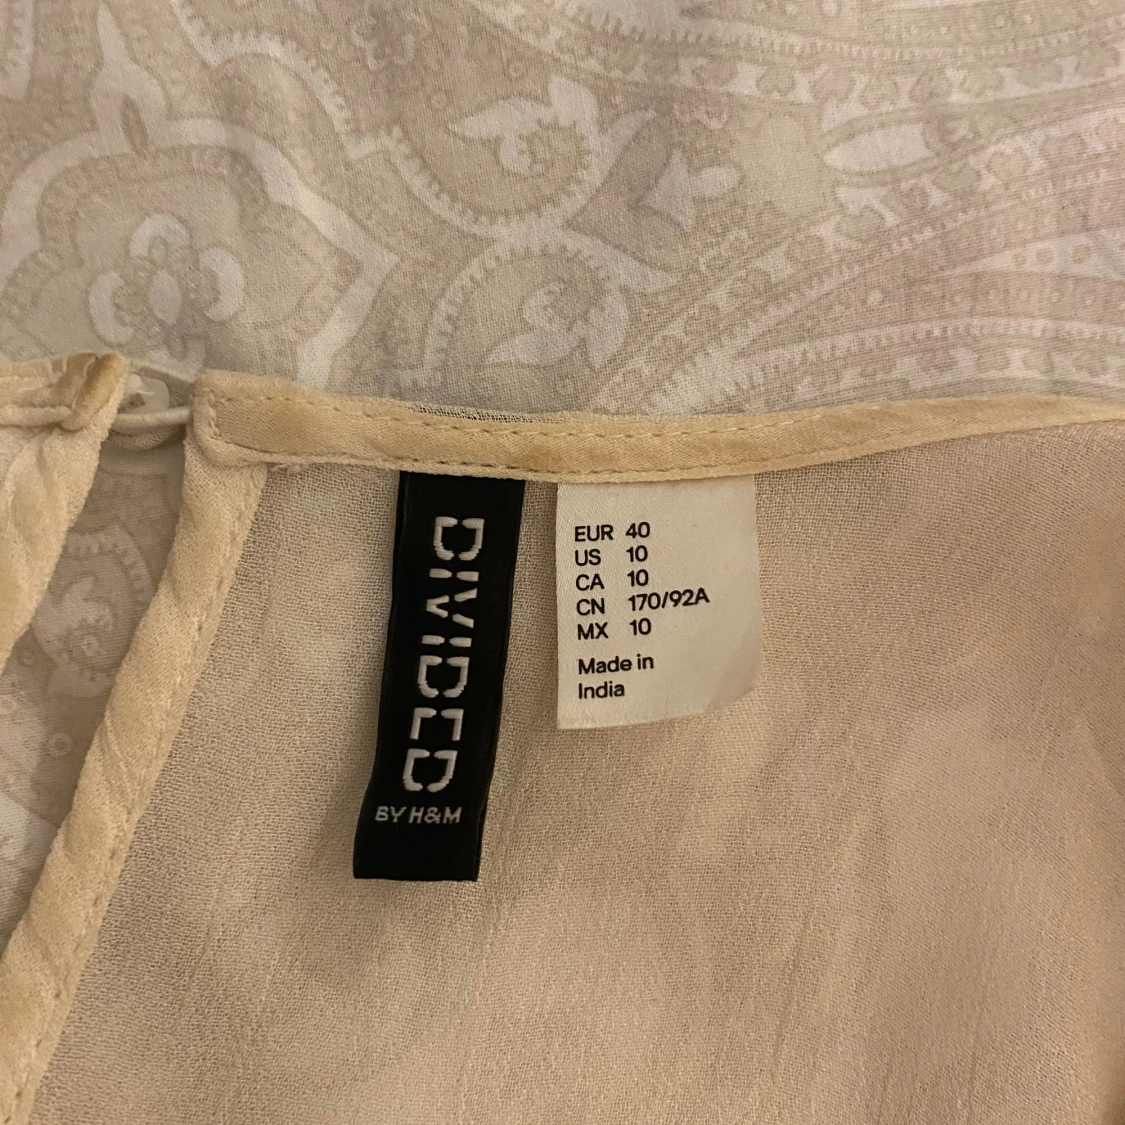 DIVIDED
BY H&M
EUR 40
US 10
CA 10
CN 170/92A
MX 10
Made in
India